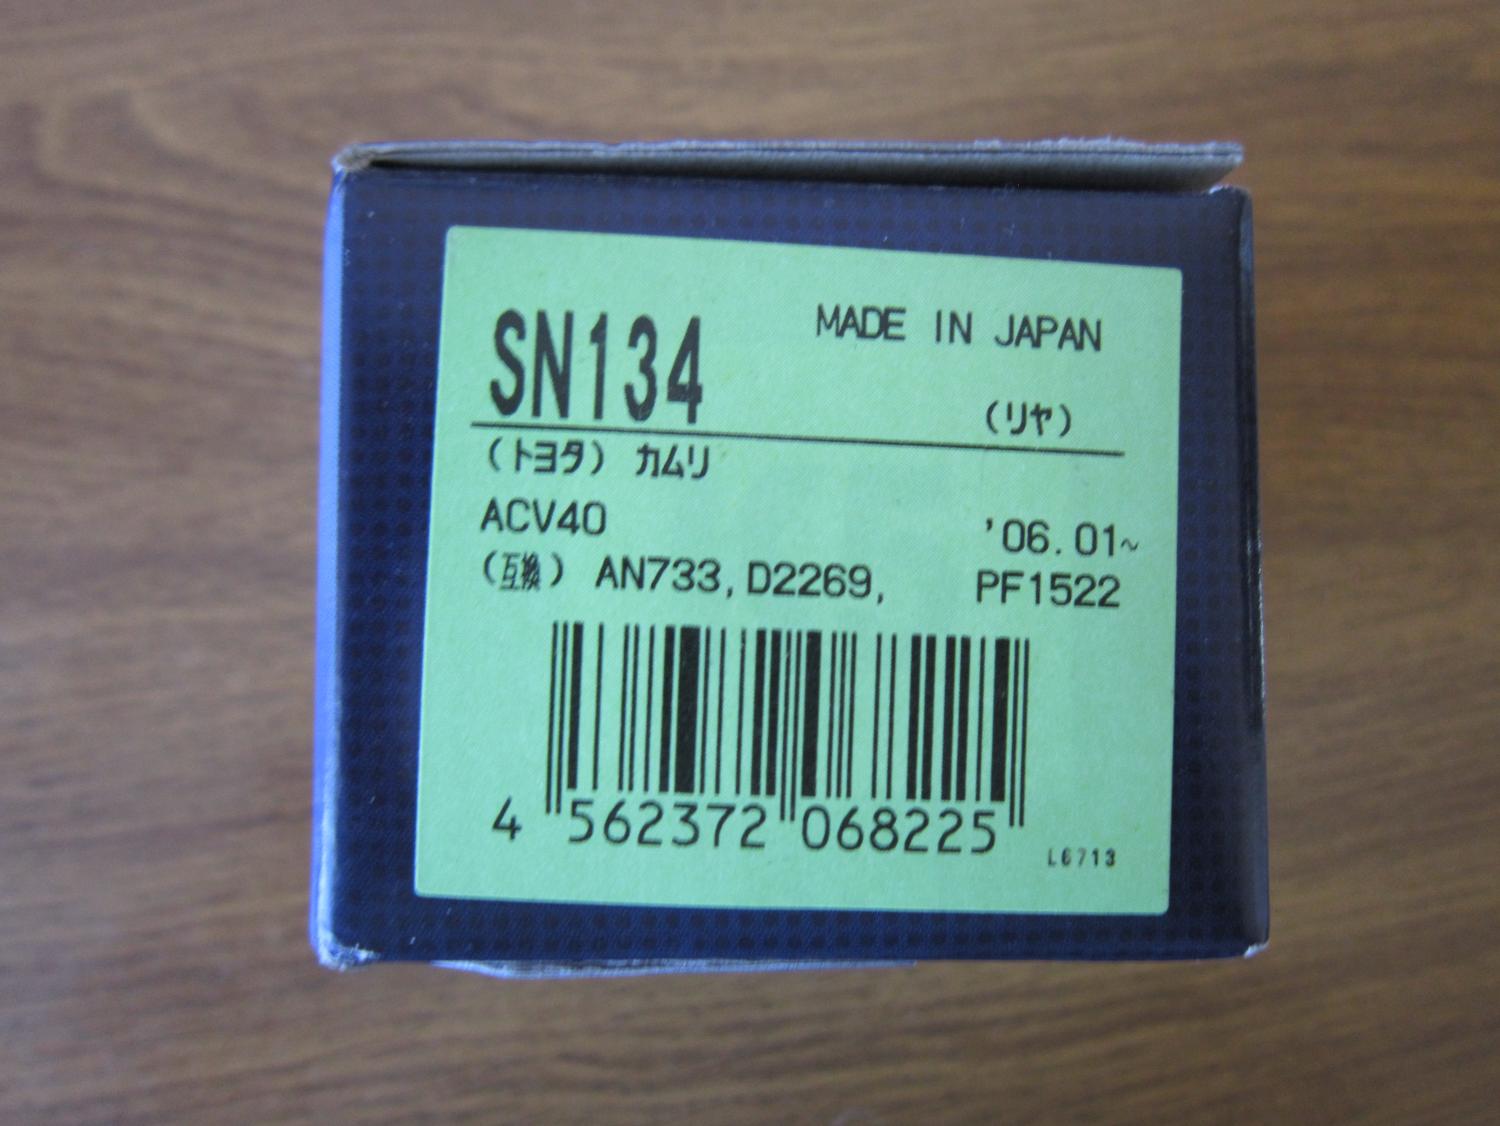 SN134 MADE IN JAPAN
(リヤ)
(トヨタ) カムリ
ACV40 '06.01~
(互換) AN733, D2269, PF1522
4 562372 068225
L6713